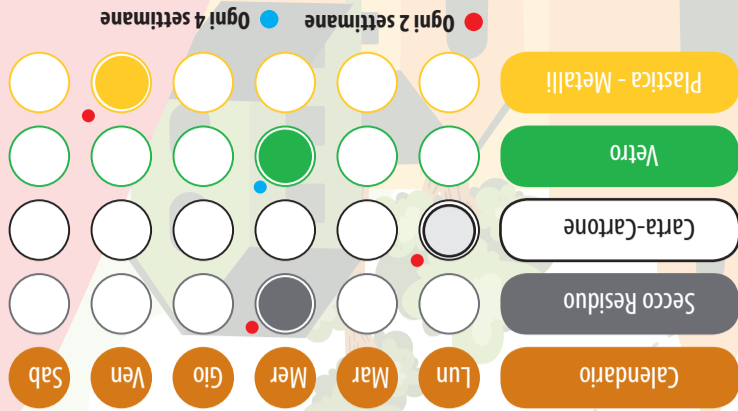 Calendario Lun Mar Mer Gio Ven Sab
Secco Residuo
Carta-Cartone
Vetro
Plastica - Metalli
Ogni 2 settimane Ogni 4 settimane